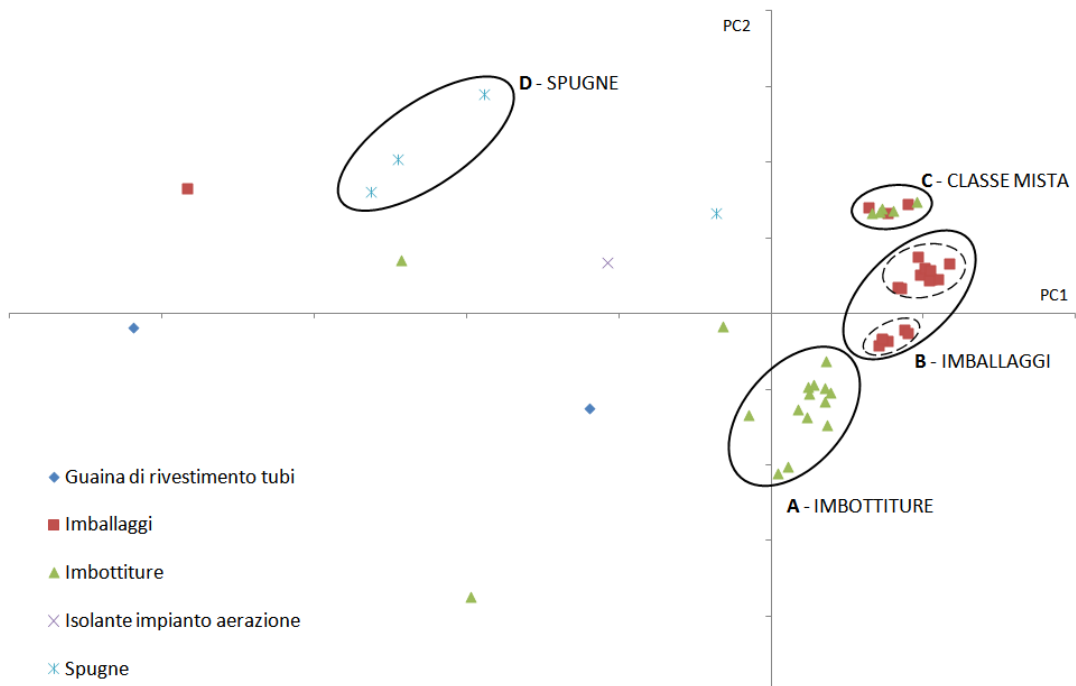 PC2
D - SPUGNE
C - CLASSE MISTA
PC1
B - IMBALLAGGI
A - IMBOTTITURE
Guaina di rivestimento tubi
Imballaggi
Imbottiture
Isolante impianto aerazione
Spugne